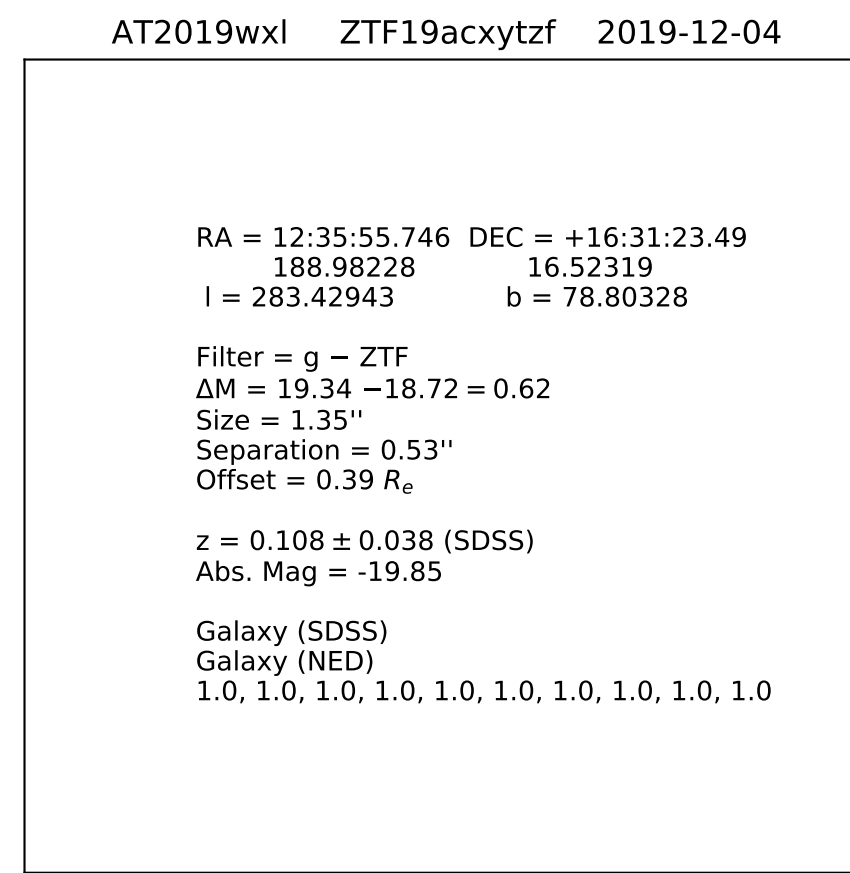 AT2019wxl ZTF19acxytzf 2019-12-04
RA = 12:35:55.746 DEC = +16:31:23.49
188.98228 16.52319
l = 283.42943 b = 78.80328
Filter = g − ZTF
ΔM = 19.34 −18.72 = 0.62
Size = 1.35''
Separation = 0.53''
Offset = 0.39 Rₑ
z = 0.108 ± 0.038 (SDSS)
Abs. Mag = -19.85
Galaxy (SDSS)
Galaxy (NED)
1.0, 1.0, 1.0, 1.0, 1.0, 1.0, 1.0, 1.0, 1.0, 1.0